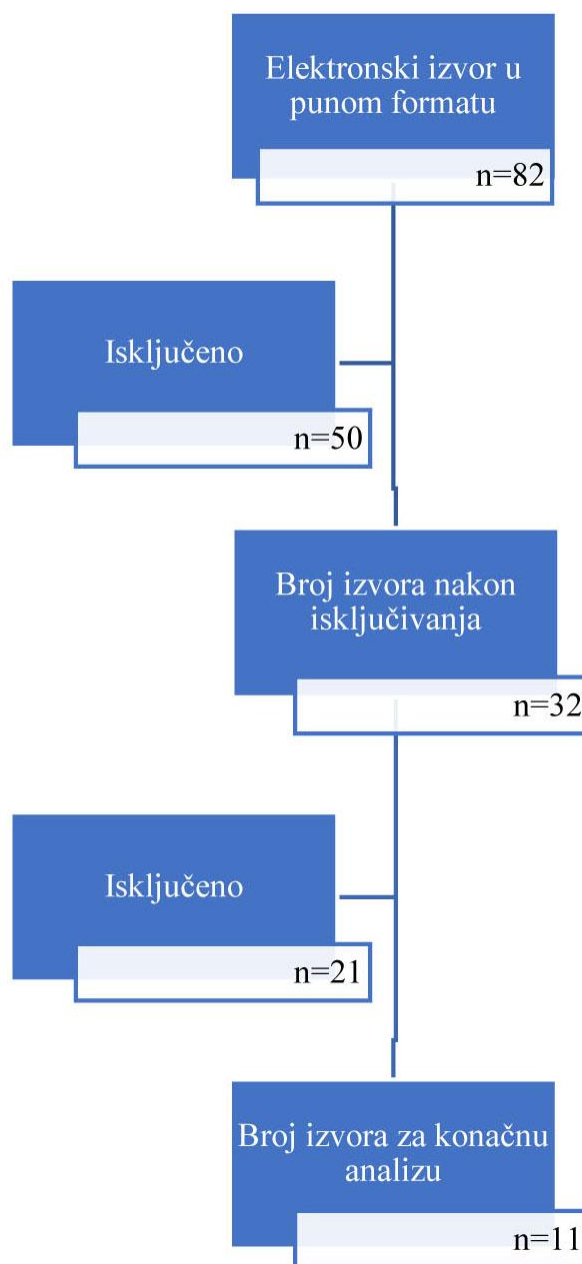 Elektronski izvor u
punom formatu
n=82
Isključeno
n=50
Broj izvora nakon
isključivanja
n=32
Isključeno
n=21
Broj izvora za konačnu
analizu
n=11